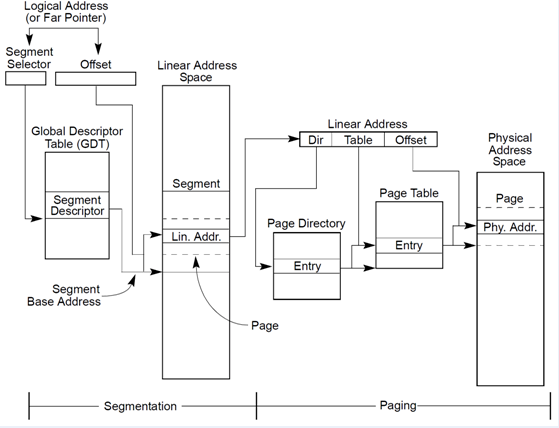 Logical Address
(or Far Pointer)
Segment
Selector
Offset
Linear Address
Space
Global Descriptor
Table (GDT)
Segment
Descriptor
Segment
Lin. Addr.
Segment
Base Address
Page
Linear Address
Dir
Table
Offset
Page Directory
Entry
Page Table
Entry
Physical
Address
Space
Page
Phy. Addr.
Segmentation
Paging